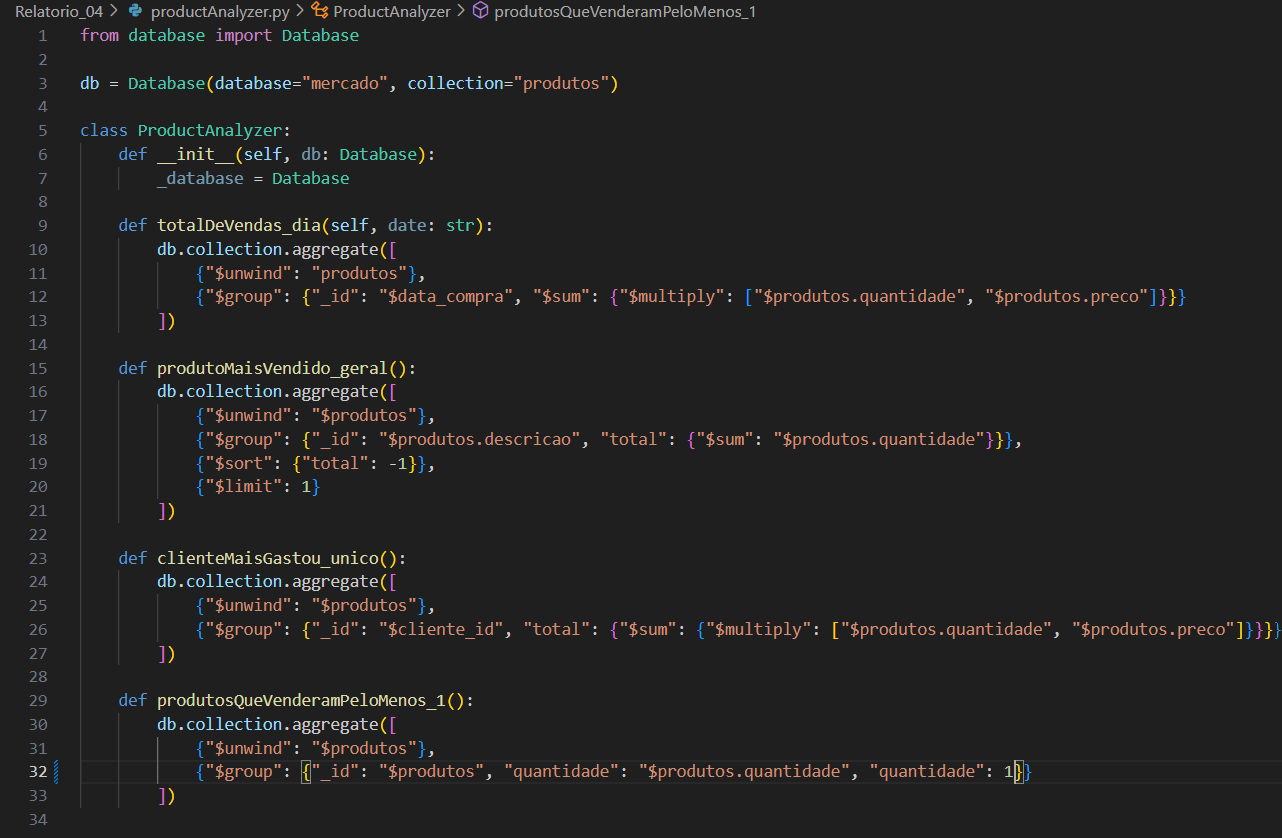 Relatorio_04 > productAnalyzer.py > ProductAnalyzer > produtosQueVenderamPeloMenos_1
1 from database import Database
2
3 db = Database(database="mercado", collection="produtos")
4
5 class ProductAnalyzer:
6     def __init__(self, db: Database):
7         _database = Database
8
9     def totalDeVendas_dia(self, date: str):
10         db.collection.aggregate([
11             {"$unwind": "produtos"},
12             {"$group": {"_id": "$data_compra", "$sum": {"$multiply": ["$produtos.quantidade", "$produtos.preco"]}}}
13         ])
14
15     def produtoMaisVendido_geral():
16         db.collection.aggregate([
17             {"$unwind": "$produtos"},
18             {"$group": {"_id": "$produtos.descricao", "total": {"$sum": "$produtos.quantidade"}}},
19             {"$sort": {"total": -1}},
20             {"$limit": 1}
21         ])
22
23     def clienteMaisGastou_unico():
24         db.collection.aggregate([
25             {"$unwind": "$produtos"},
26             {"$group": {"_id": "$cliente_id", "total": {"$sum": {"$multiply": ["$produtos.quantidade", "$produtos.preco"]}}}}
27         ])
28
29     def produtosQueVenderamPeloMenos_1():
30         db.collection.aggregate([
31             {"$unwind": "$produtos"},
32             {"$group": {"_id": "$produtos", "quantidade": "$produtos.quantidade", "quantidade": 1}}
33         ])
34